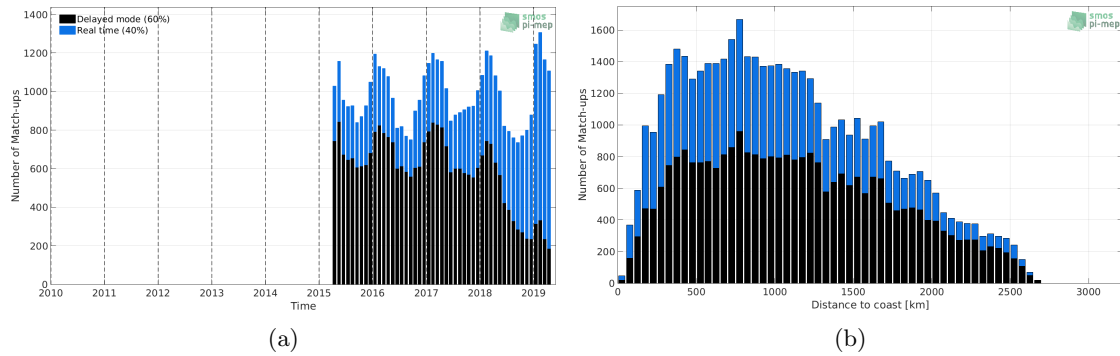 1400
1200
1000
800
600
400
200
0
Number of Match-ups
Delayed mode (60%)
Real time (40%)
smos
pi-mep
2010 2011 2012 2013 2014 2015 2016 2017 2018 2019
Time
(a)
1600
1400
1200
1000
800
600
400
200
0
Number of Match-ups
smos
pi-mep
0 500 1000 1500 2000 2500 3000
Distance to coast [km]
(b)